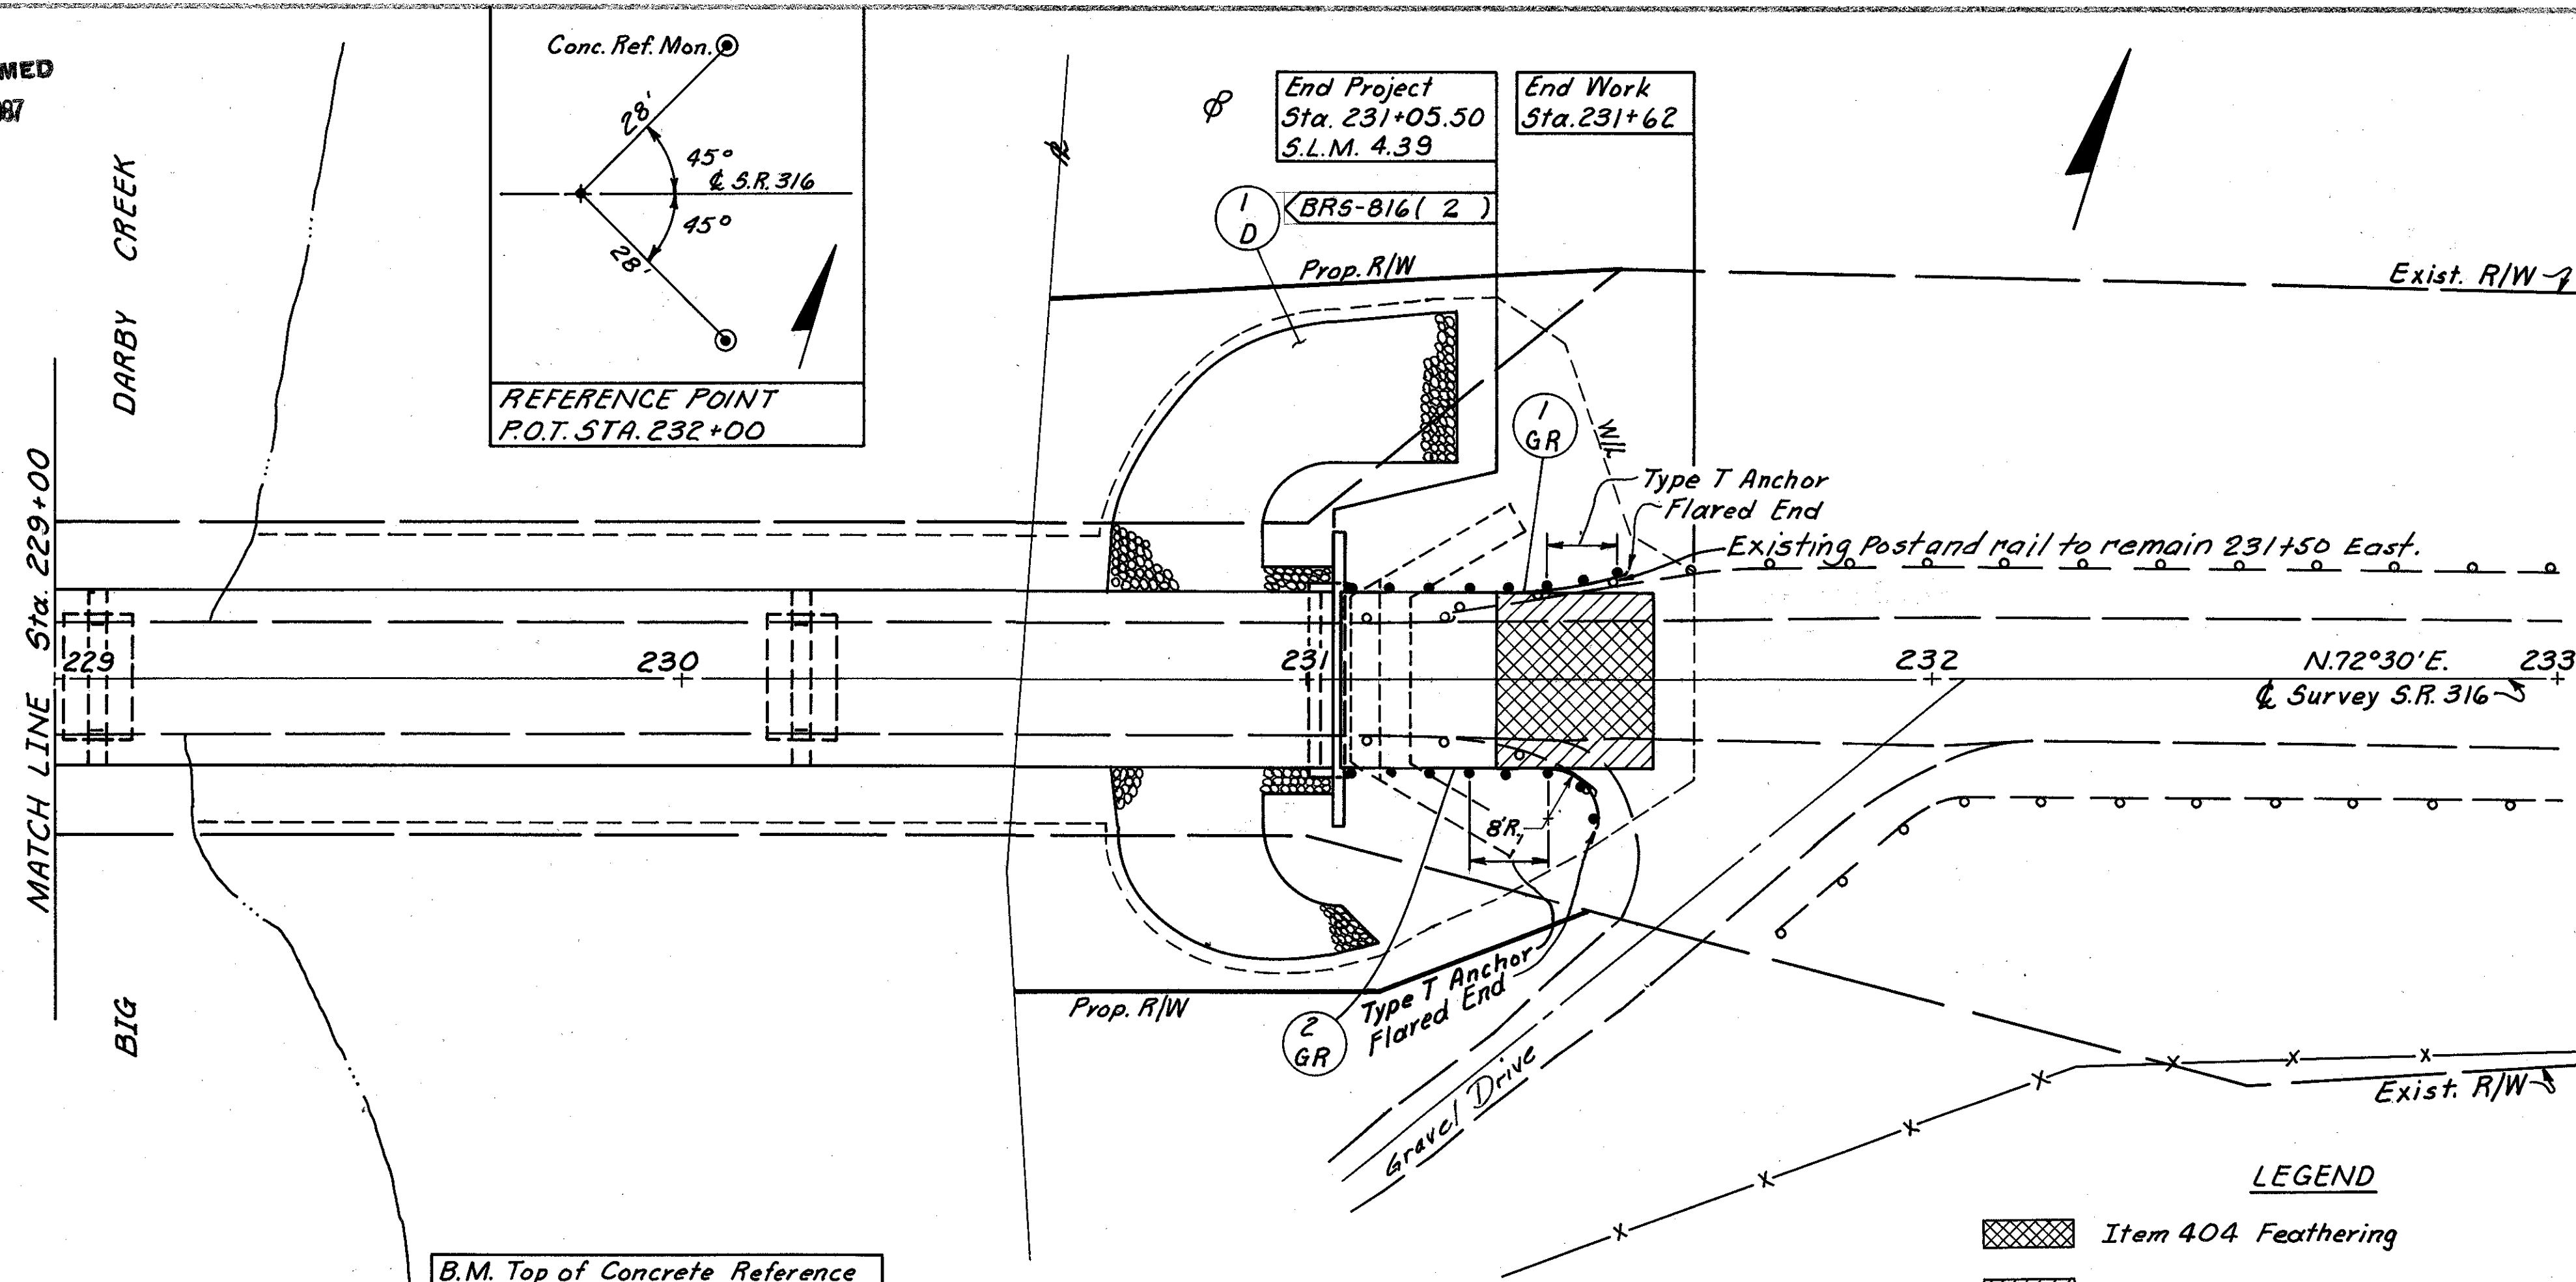 MED
87
DARBY CREEK
BIG
MATCH LINE Sta. 229+00
Conc. Ref. Mon.
28'
45°
℄ S.R. 316
45°
28'
REFERENCE POINT
P.O.T. STA. 232+00
End Project
Sta. 231+05.50
S.L.M. 4.39
End Work
Sta. 231+62
1
D
BRS-816( 2 )
Prop. R/W
Exist. R/W
1
GR
W/L
Type T Anchor
Flared End
Existing Post and rail to remain 231+50 East.
229
230
231
232
233
N.72°30'E.
℄ Survey S.R. 316
8'R.
Type T Anchor
Flared End
Prop. R/W
2
GR
Gravel Drive
Exist. R/W
LEGEND
Item 404 Feathering
B.M. Top of Concrete Reference